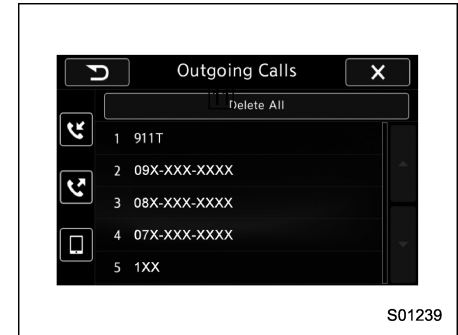 Outgoing Calls
X
Delete All
1 911T
2 09X-XXX-XXXX
3 08X-XXX-XXXX
4 07X-XXX-XXXX
5 1XX
S01239